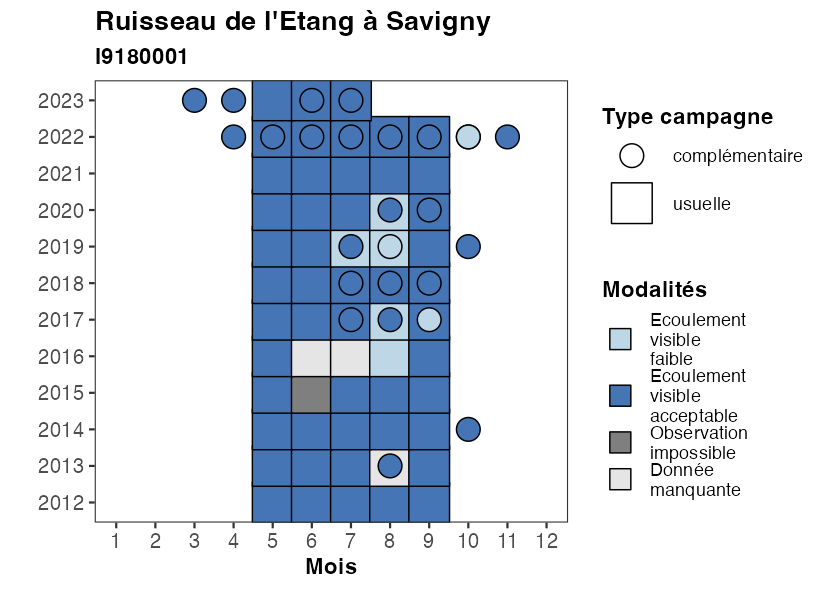 Ruisseau de l'Etang à Savigny
I9180001
2023
2022
2021
2020
2019
2018
2017
2016
2015
2014
2013
2012
1 2 3 4 5 6 7 8 9 10 11 12
Mois
Type campagne
complémentaire
usuelle
Modalités
Ecoulement
visible
faible
Ecoulement
visible
acceptable
Observation
impossible
Donnée
manquante